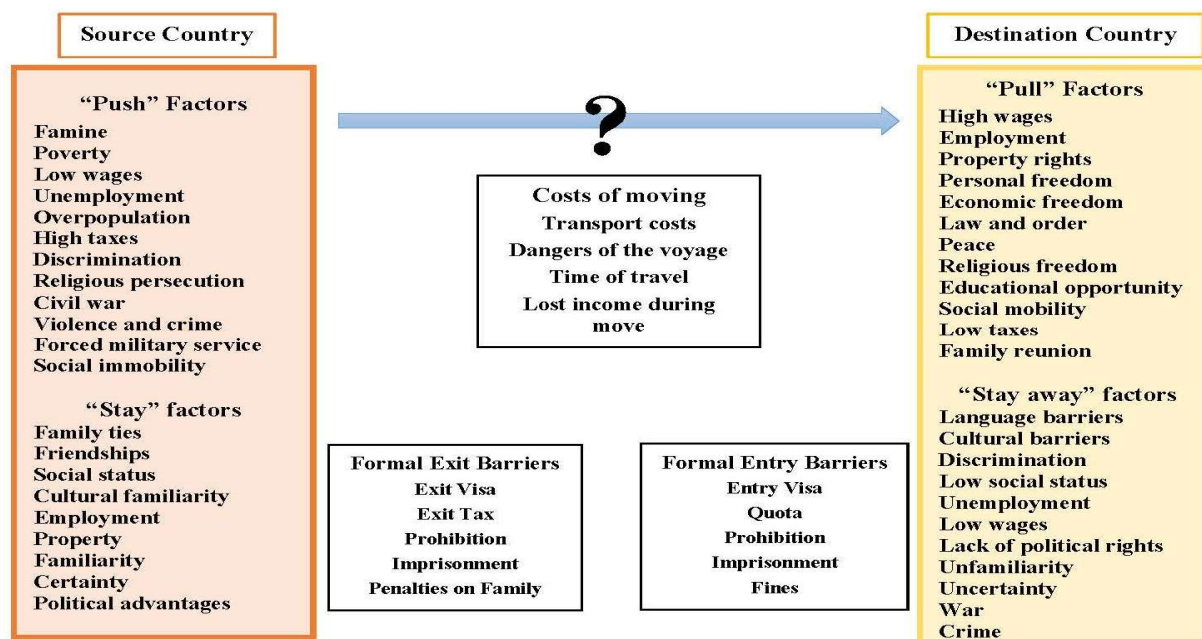 Source Country
“Push” Factors
Famine
Poverty
Low wages
Unemployment
Overpopulation
High taxes
Discrimination
Religious persecution
Civil war
Violence and crime
Forced military service
Social immobility
“Stay” factors
Family ties
Friendships
Social status
Cultural familiarity
Employment
Property
Familiarity
Certainty
Political advantages
?
Costs of moving
Transport costs
Dangers of the voyage
Time of travel
Lost income during
move
Formal Exit Barriers
Exit Visa
Exit Tax
Prohibition
Imprisonment
Penalties on Family
Formal Entry Barriers
Entry Visa
Quota
Prohibition
Imprisonment
Fines
Destination Country
“Pull” Factors
High wages
Employment
Property rights
Personal freedom
Economic freedom
Law and order
Peace
Religious freedom
Educational opportunity
Social mobility
Low taxes
Family reunion
“Stay away” factors
Language barriers
Cultural barriers
Discrimination
Low social status
Unemployment
Low wages
Lack of political rights
Unfamiliarity
Uncertainty
War
Crime